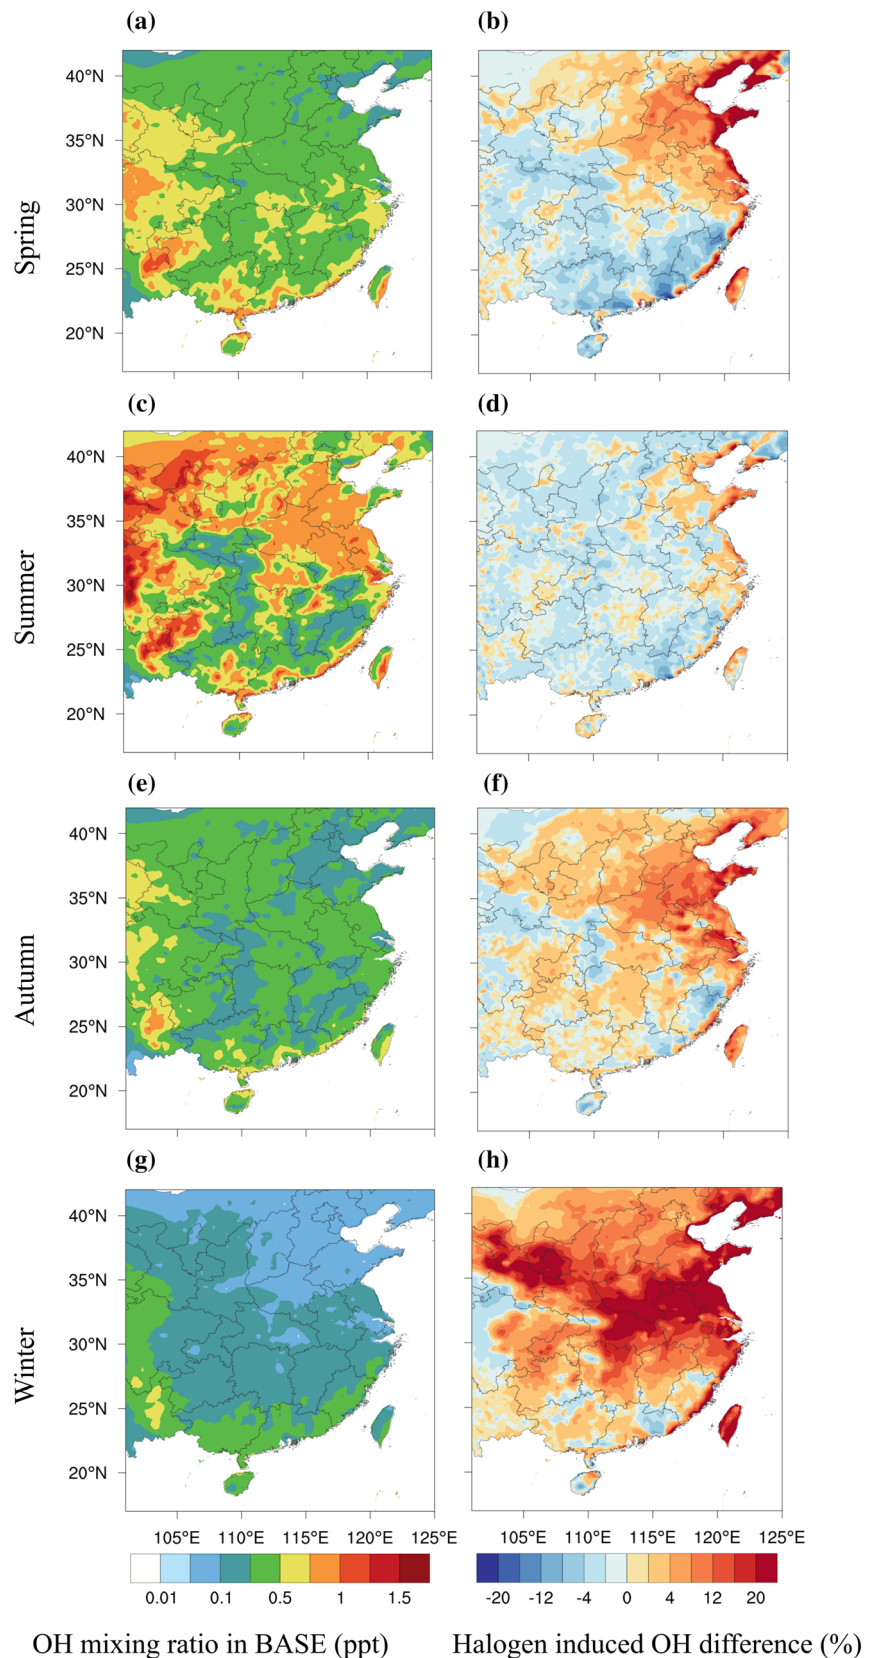 (a) (b)
40°N
35°N
30°N
25°N
20°N
Spring
(c) (d)
40°N
35°N
30°N
25°N
20°N
Summer
(e) (f)
40°N
35°N
30°N
25°N
20°N
Autumn
(g) (h)
40°N
35°N
30°N
25°N
20°N
Winter
105°E 110°E 115°E 120°E 125°E 105°E 110°E 115°E 120°E 125°E
0.01 0.1 0.5 1 1.5 -20 -12 -4 0 4 12 20
OH mixing ratio in BASE (ppt) Halogen induced OH difference (%)